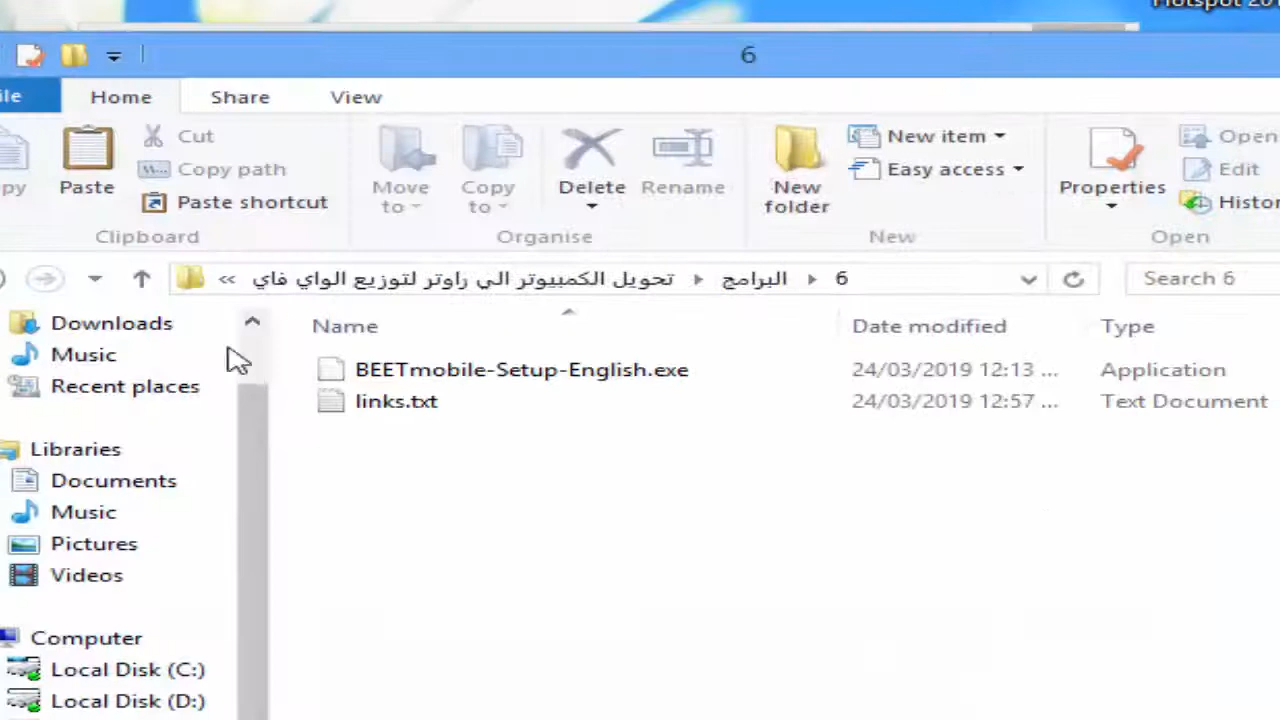 6
Home Share View
Cut
Copy path
Paste
Paste shortcut
Clipboard
Move to
Copy to
Delete
Rename
Organise
New folder
New item
Easy access
New
Properties
Open
Edit
Open
« تحويل الكمبيوتر الي راوتر لتوزيع الواي فاي
البرامج
6
Search 6
Downloads
Music
Recent places
Libraries
Documents
Music
Pictures
Videos
Computer
Local Disk (C:)
Local Disk (D:)
Name Date modified Type
BEETmobile-Setup-English.exe 24/03/2019 12:13 ... Application
links.txt 24/03/2019 12:57 ... Text Document